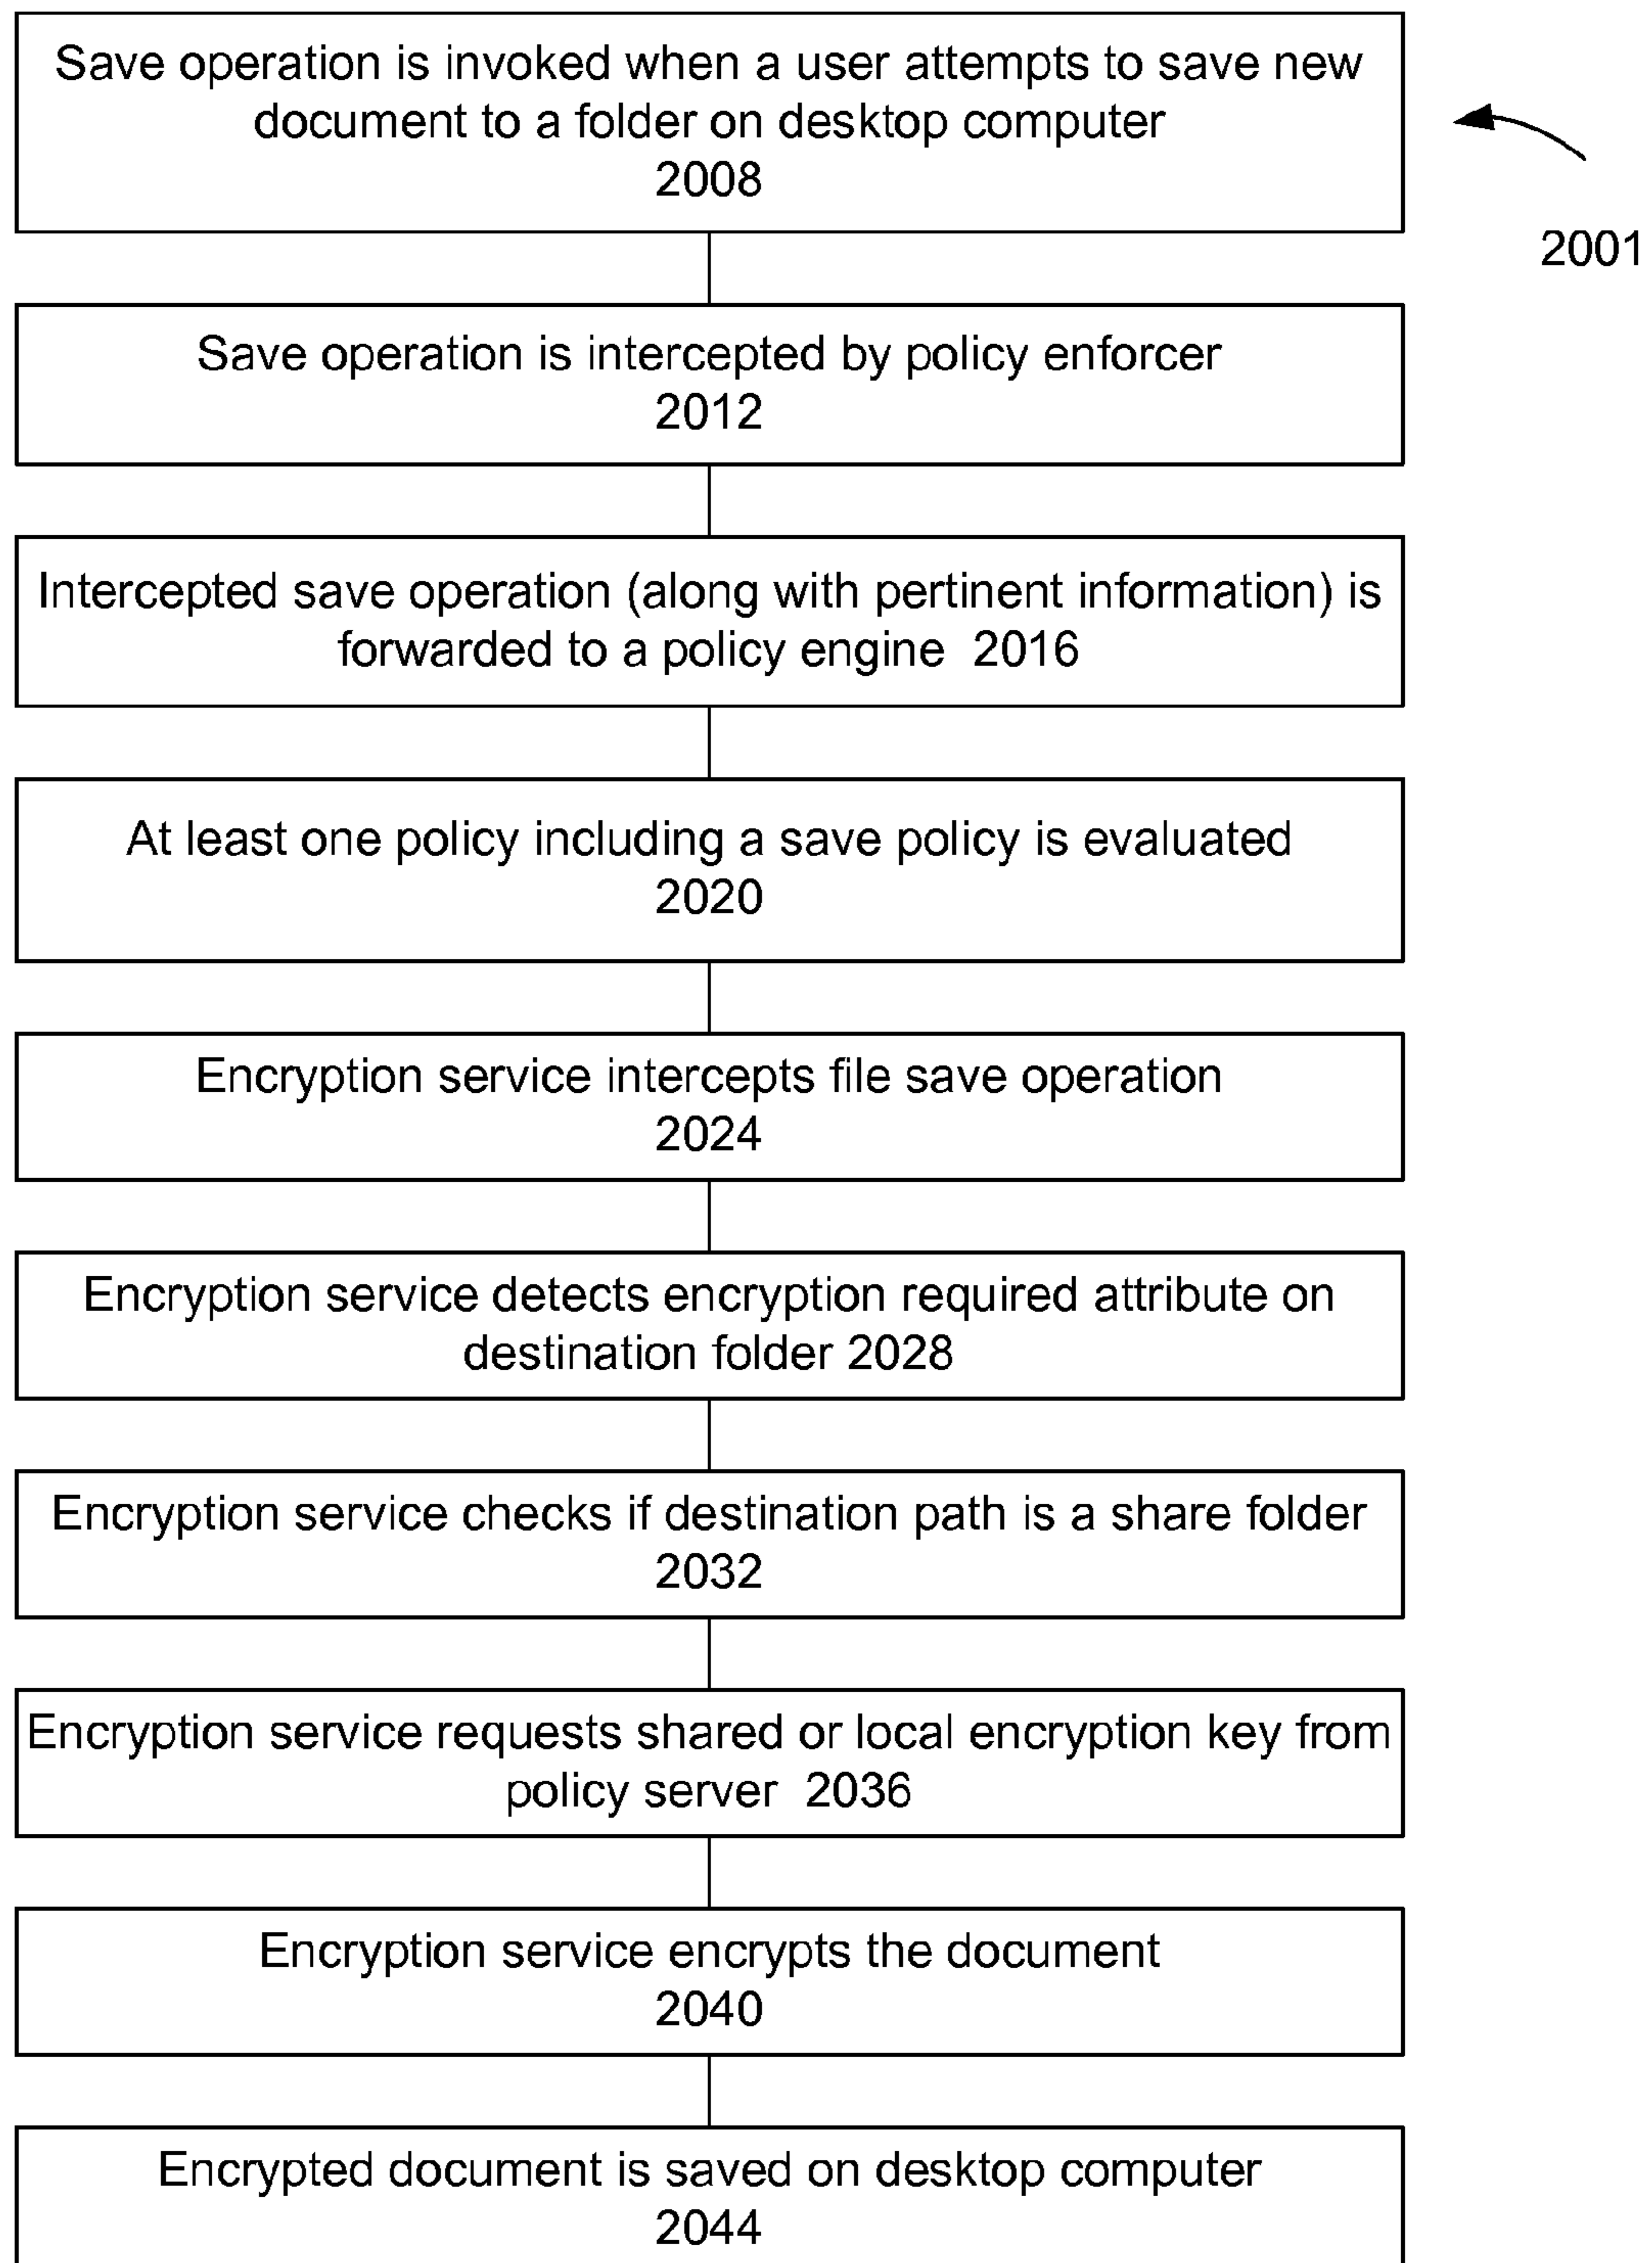 Save operation is invoked when a user attempts to save new
document to a folder on desktop computer
2008
2001
Save operation is intercepted by policy enforcer
2012
Intercepted save operation (along with pertinent information) is
forwarded to a policy engine 2016
At least one policy including a save policy is evaluated
2020
Encryption service intercepts file save operation
2024
Encryption service detects encryption required attribute on
destination folder 2028
Encryption service checks if destination path is a share folder
2032
Encryption service requests shared or local encryption key from
policy server 2036
Encryption service encrypts the document
2040
Encrypted document is saved on desktop computer
2044